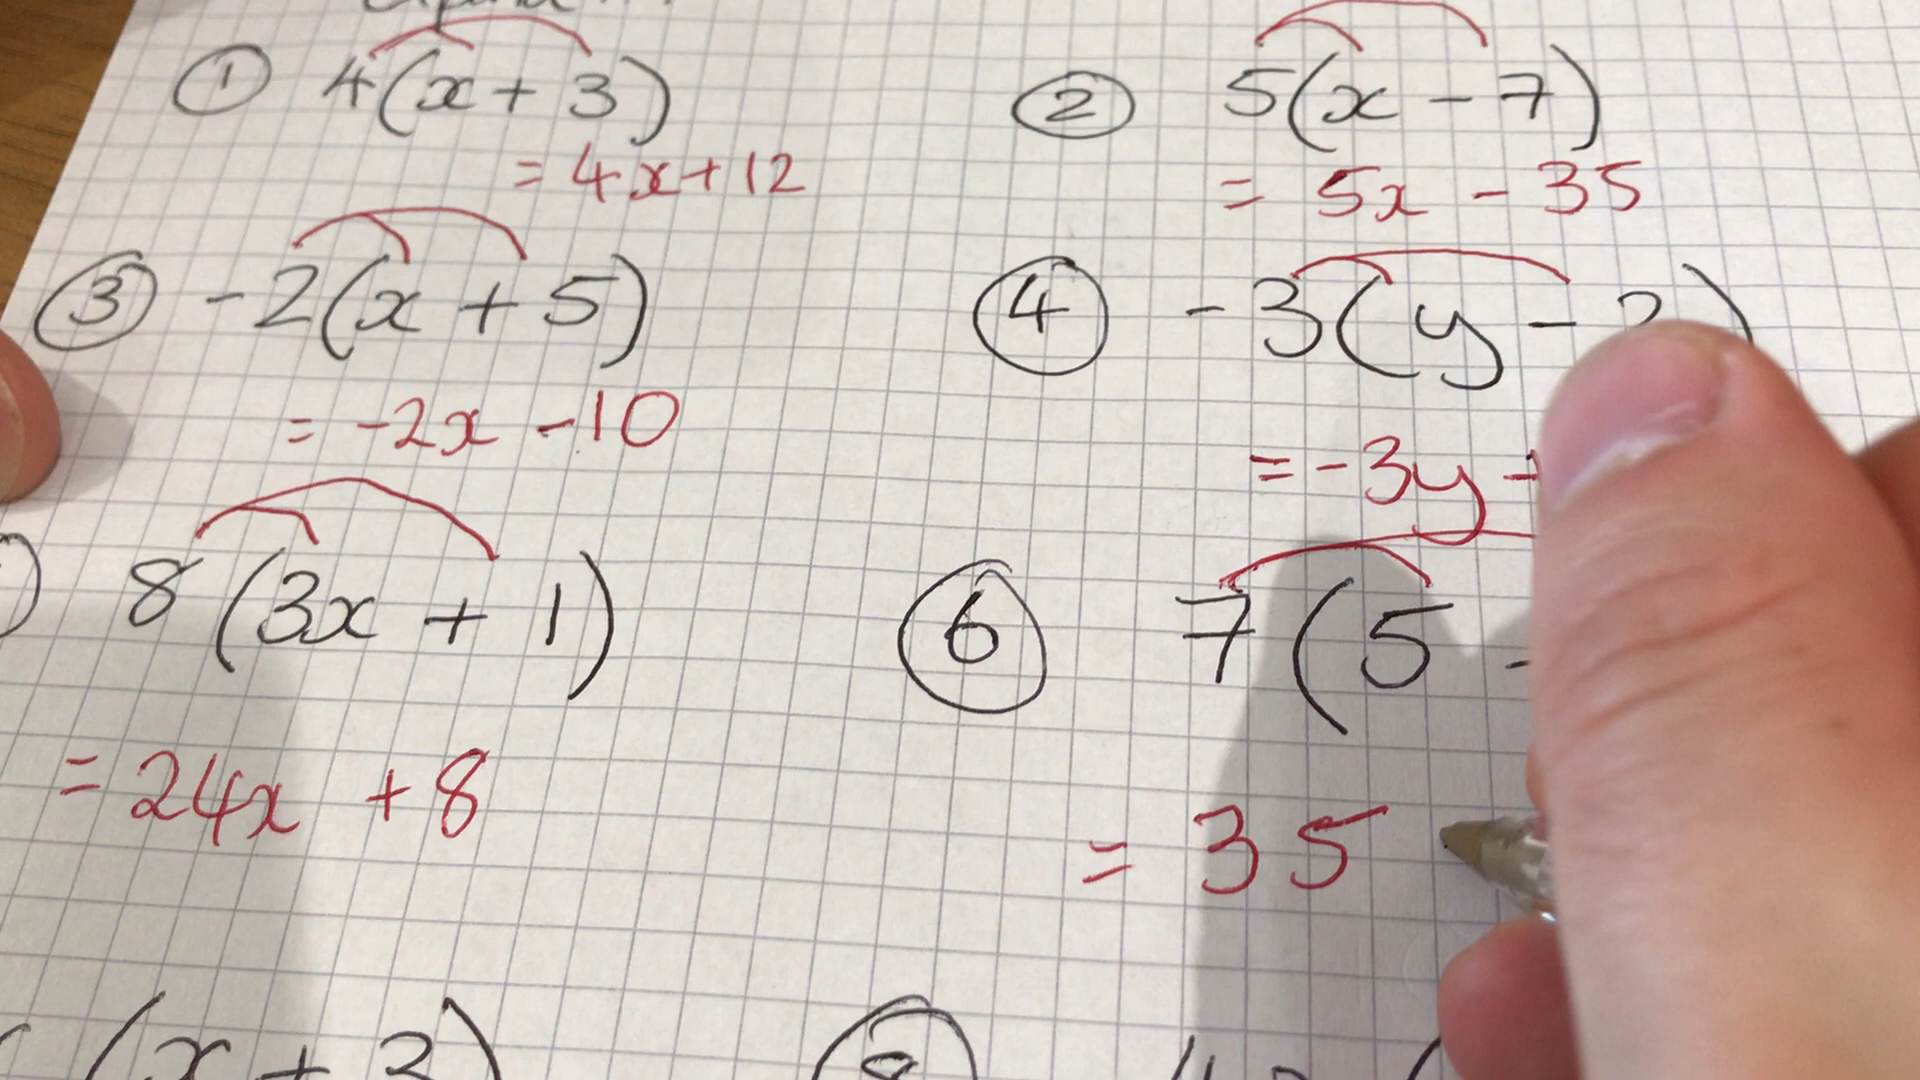 ① 4(x + 3)
= 4x + 12
② 5(x - 7)
= 5x - 35
③ -2(x + 5)
= -2x - 10
④ -3(y -
= -3y +
8(3x + 1)
= 24x + 8
⑥ 7(5 -
= 35
(x + 3)